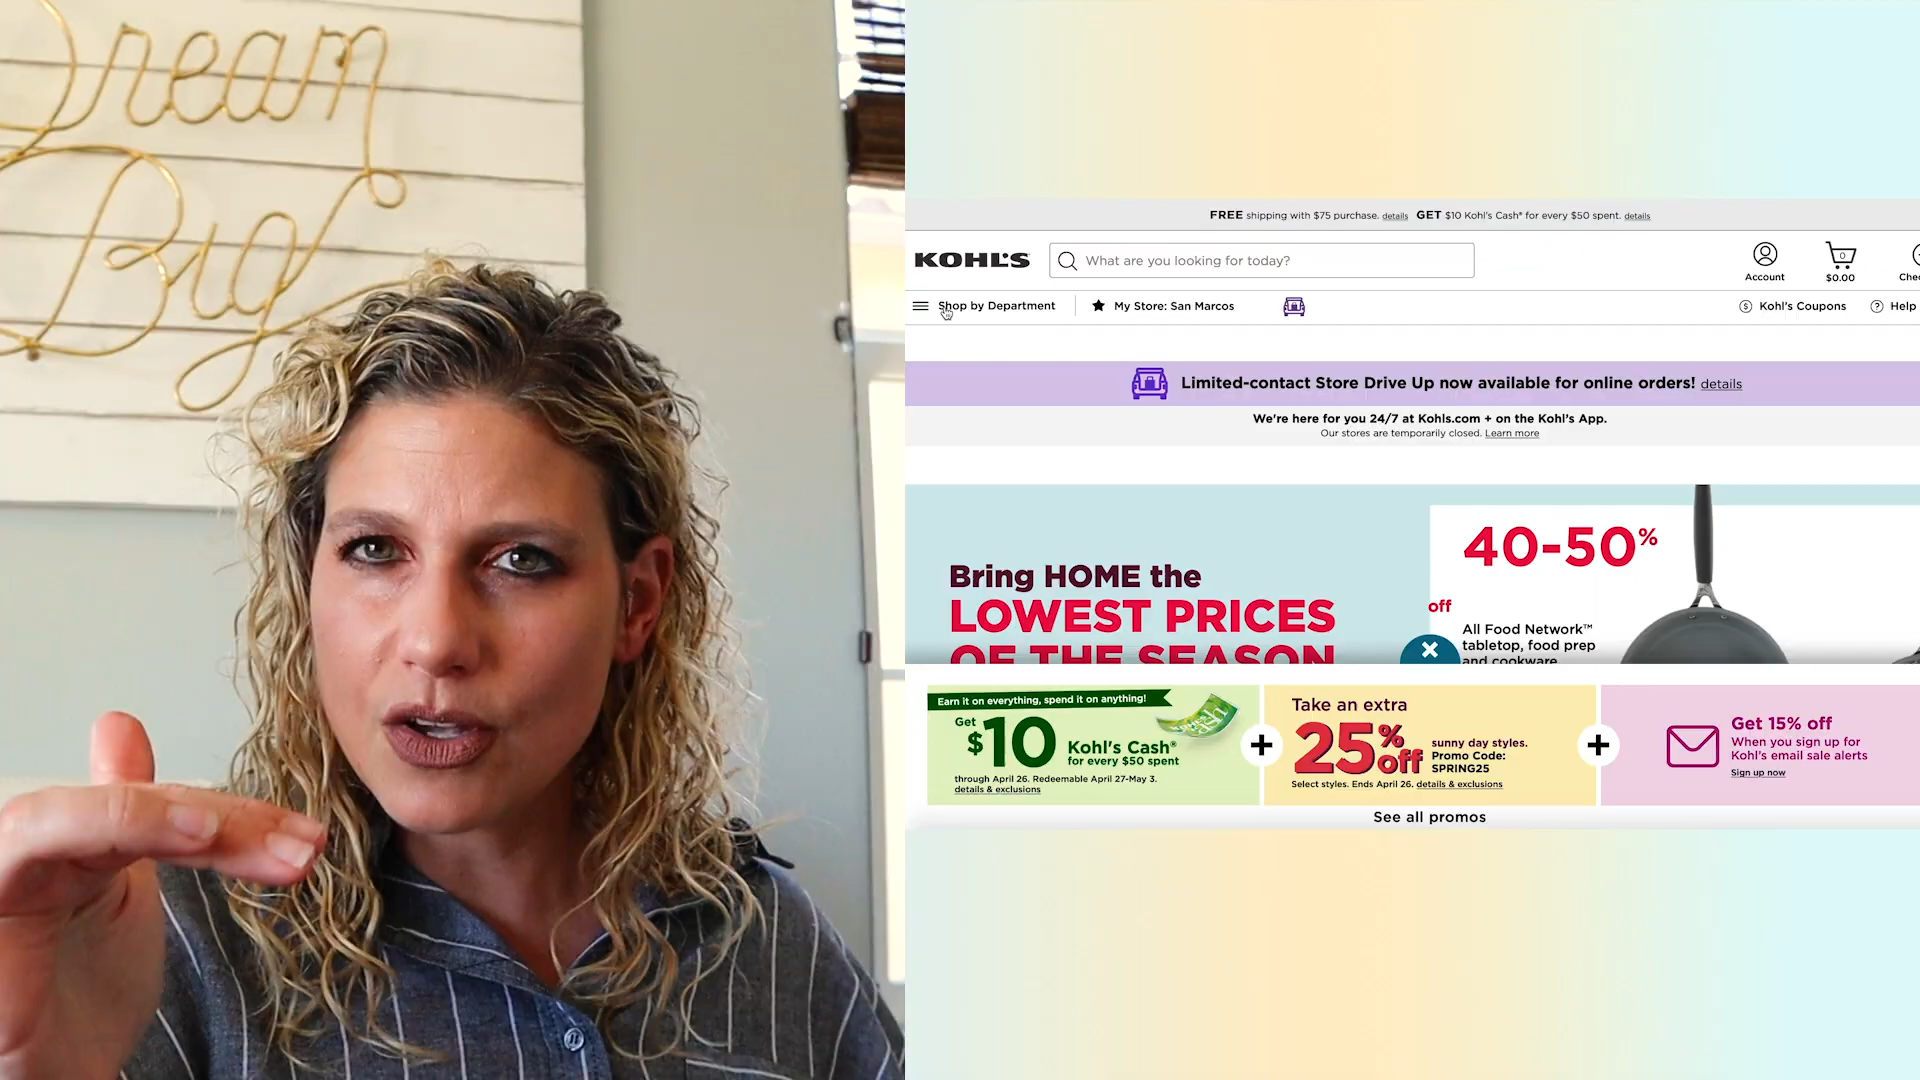 Dream
Big
FREE shipping with $75 purchase. details GET $10 Kohl's Cash® for every $50 spent. details
KOHL'S
What are you looking for today?
Account
0
$0.00
Shop by Department
My Store: San Marcos
$ Kohl's Coupons
? Help
Limited-contact Store Drive Up now available for online orders! details
We're here for you 24/7 at Kohls.com + on the Kohl's App.
Our stores are temporarily closed. Learn more
Bring HOME the
LOWEST PRICES
OF THE SEASON
40-50%
off
All Food Network™
tabletop, food prep
and cookware
Earn it on everything, spend it on anything!
Get
$10
Kohl's Cash®
for every $50 spent
through April 26. Redeemable April 27-May 3.
details & exclusions
+
Take an extra
25% off
sunny day styles.
Promo Code:
SPRING25
Select styles. Ends April 26. details & exclusions
+
Get 15% off
When you sign up for
Kohl's email sale alerts
Sign up now
See all promos